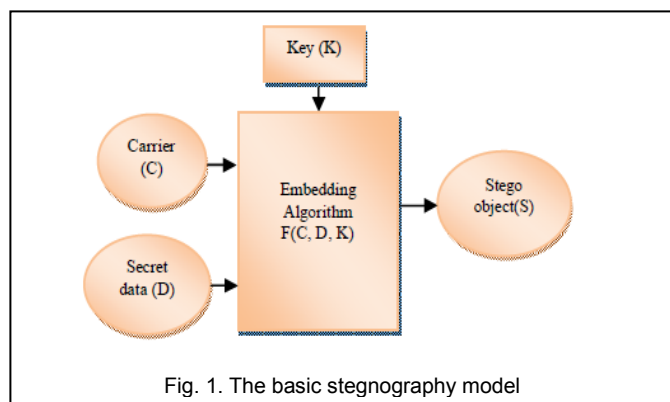 Key (K)
Carrier
(C)
Embedding
Algorithm
F(C, D, K)
Stego
object(S)
Secret
data (D)
Fig. 1. The basic stegnography model